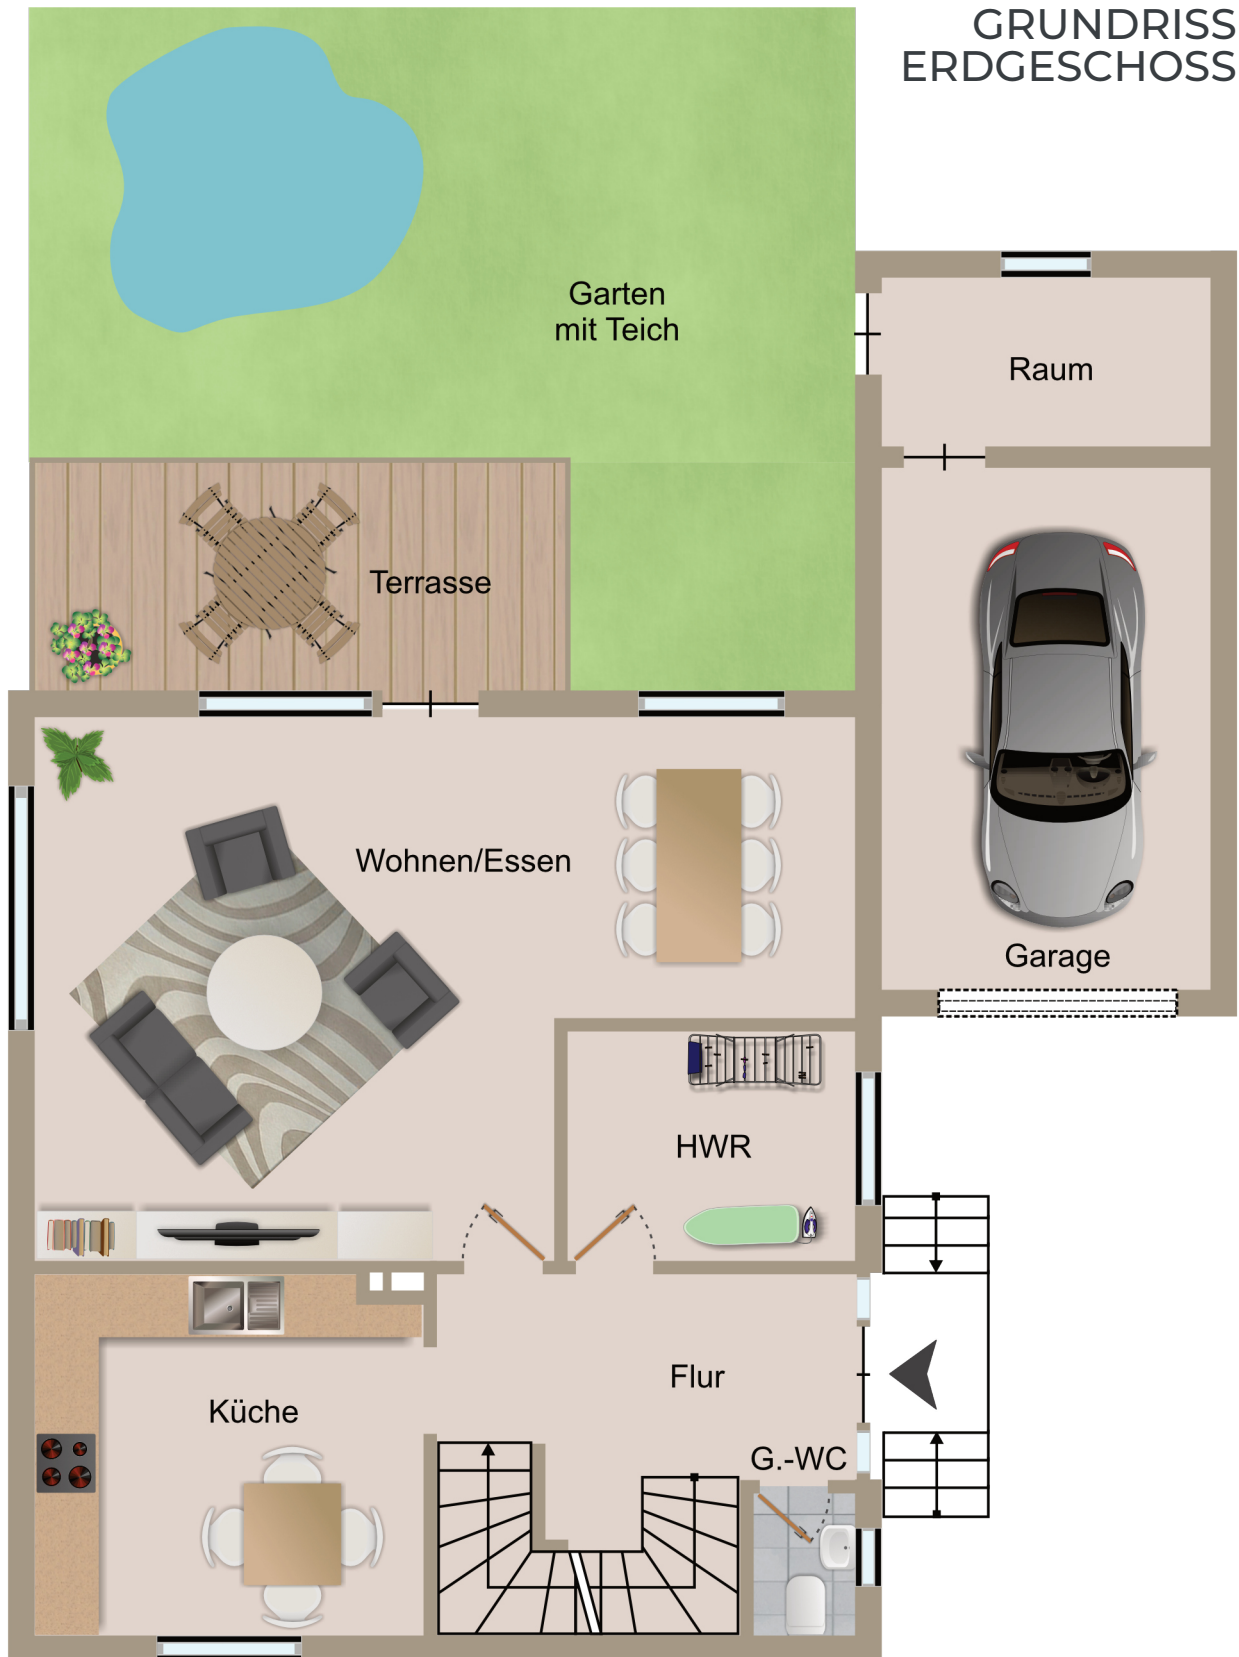 GRUNDRISS
ERDGESCHOSS
Garten
mit Teich
Raum
Terrasse
Wohnen/Essen
Garage
HWR
Flur
Küche
G.-WC